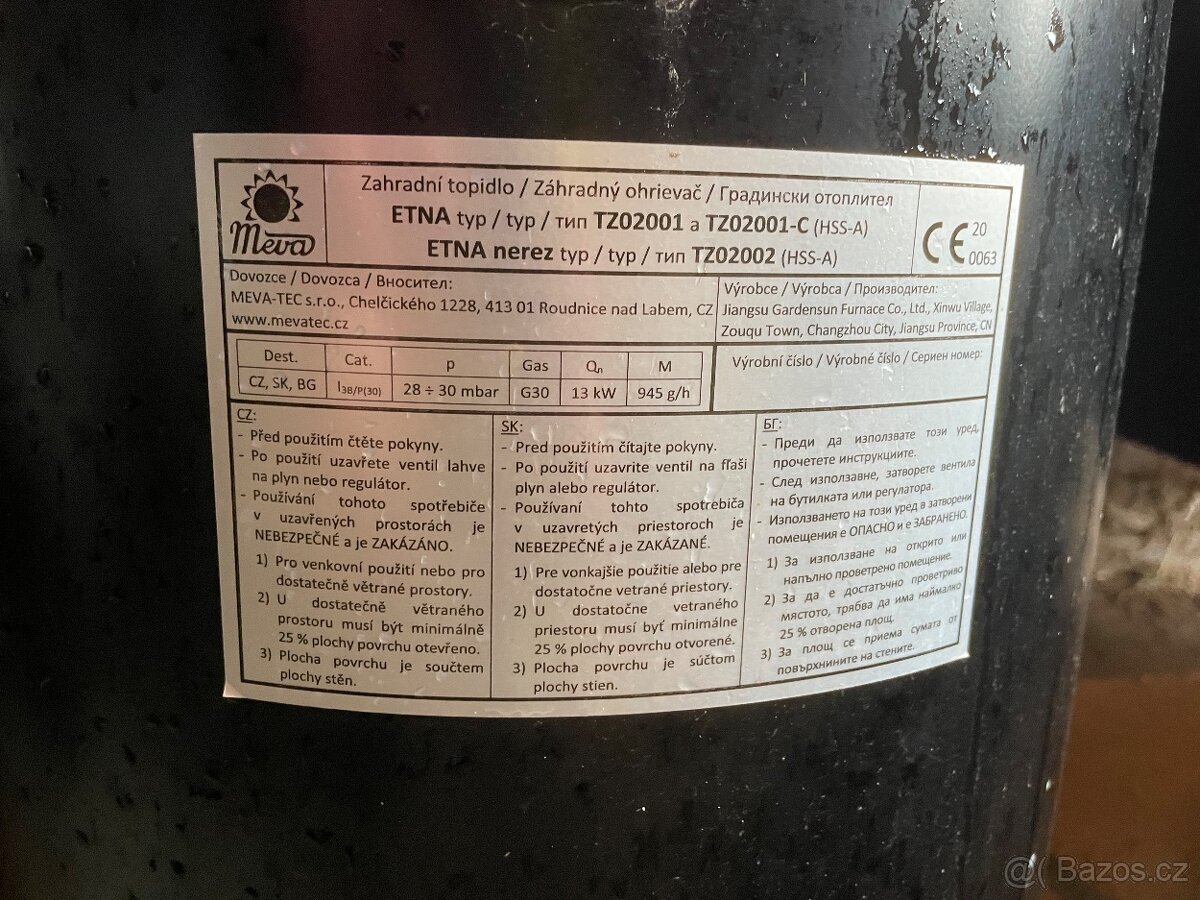 Meva
Zahradní topidlo / Záhradný ohrievač / Градински отоплител
ETNA typ / typ / тип TZ02001 a TZ02001-C (HSS-A)
ETNA nerez typ / typ / тип TZ02002 (HSS-A)
CE 20
0063
Dovozce / Dovozca / Вносител:
MEVA-TEC s.r.o., Chelčického 1228, 413 01 Roudnice nad Labem, CZ
www.mevatec.cz
Výrobce / Výrobca / Производител:
Jiangsu Gardensun Furnace Co., Ltd., Xinwu Village,
Zouqu Town, Changzhou City, Jiangsu Province, CN
Dest. Cat. p Gas Qn M
CZ, SK, BG I3B/P(30) 28 ÷ 30 mbar G30 13 kW 945 g/h
Výrobní číslo / Výrobné číslo / Сериен номер:
CZ:
- Před použitím čtěte pokyny.
- Po použití uzavřete ventil lahve
na plyn nebo regulátor.
- Používání tohoto spotřebiče
v uzavřených prostorách je
NEBEZPEČNÉ a je ZAKÁZÁNO.
1) Pro venkovní použití nebo pro
dostatečně větrané prostory.
2) U dostatečně větraného
prostoru musí být minimálně
25 % plochy povrchu otevřeno.
3) Plocha povrchu je součtem
plochy stěn.
SK:
- Pred použitím čítajte pokyny.
- Po použití uzavrite ventil na fľaši
plyn alebo regulátor.
- Používaní tohto spotrebiča
v uzavretých priestoroch je
NEBEZPEČNÉ a je ZAKÁZANÉ.
1) Pre vonkajšie použitie alebo pre
dostatočne vetrané priestory.
2) U dostatočne vetraného
priestoru musí byť minimálne
25 % plochy povrchu otvorené.
3) Plocha povrchu je súčtom
plochy stien.
БГ:
- Преди да използвате този уред,
прочетете инструкциите.
- След използване, затворете вентила
на бутилката или регулатора.
- Използването на този уред в затворени
помещения е ОПАСНО и е ЗАБРАНЕНО.
1) За използване на открито или
напълно проветрено помещение.
2) За да е достатъчно проветриво
мястото, трябва да има наймалко
25 % отворена площ.
3) За площ се приема сумата от
повърхнините на стените.
@( Bazos.cz